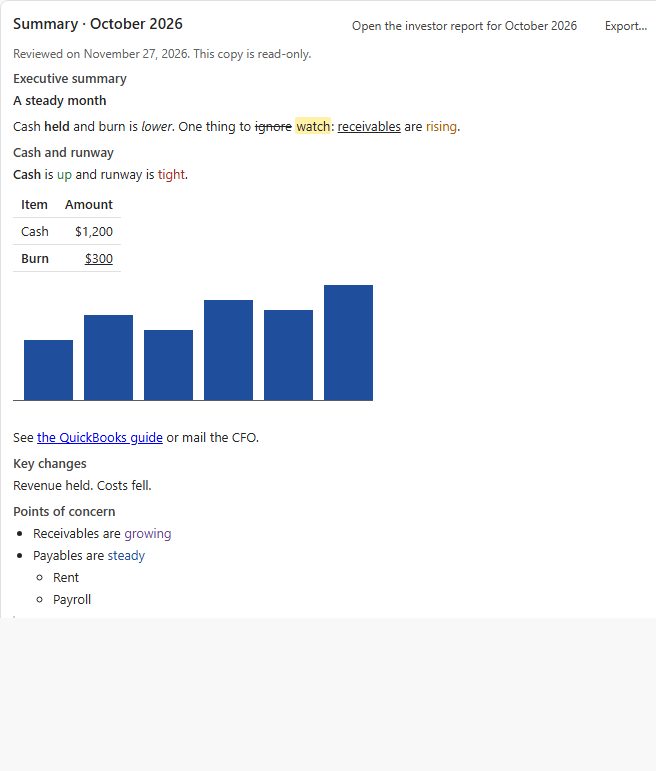 Summary · October 2026
Open the investor report for October 2026
Export...
Reviewed on November 27, 2026. This copy is read-only.
Executive summary
A steady month
Cash held and burn is lower. One thing to ignore watch: receivables are rising.
Cash and runway
Cash is up and runway is tight.
Item Amount
Cash $1,200
Burn $300
See the QuickBooks guide or mail the CFO.
Key changes
Revenue held. Costs fell.
Points of concern
Receivables are growing
Payables are steady
Rent
Payroll